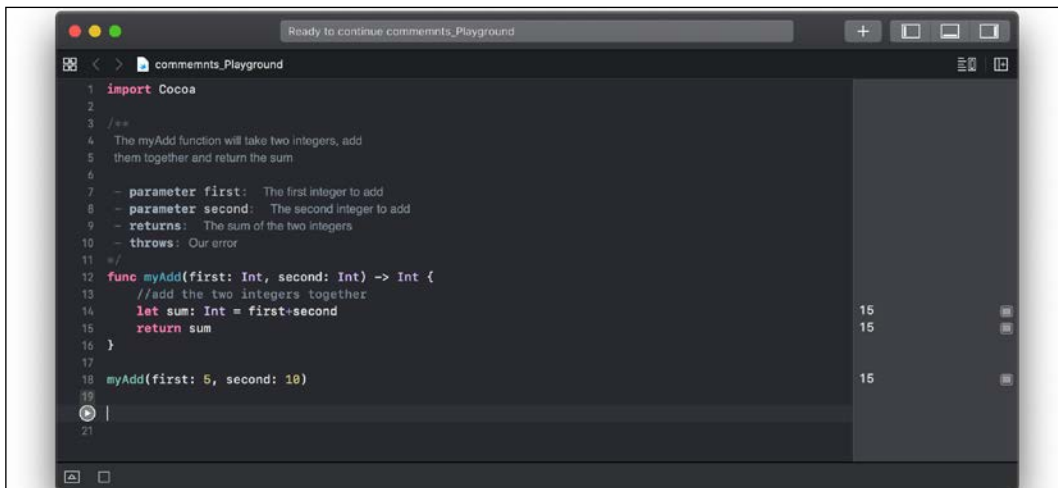 Ready to continue commemnts_Playground
commemnts_Playground
1 import Cocoa
2
3 /**
4 The myAdd function will take two integers, add
5 them together and return the sum
6
7 – parameter first: The first integer to add
8 – parameter second: The second integer to add
9 – returns: The sum of the two integers
10 – throws: Our error
11 */
12 func myAdd(first: Int, second: Int) -> Int {
13 //add the two integers together
14 let sum: Int = first+second 15
15 return sum 15
16 }
17
18 myAdd(first: 5, second: 10) 15
19
21